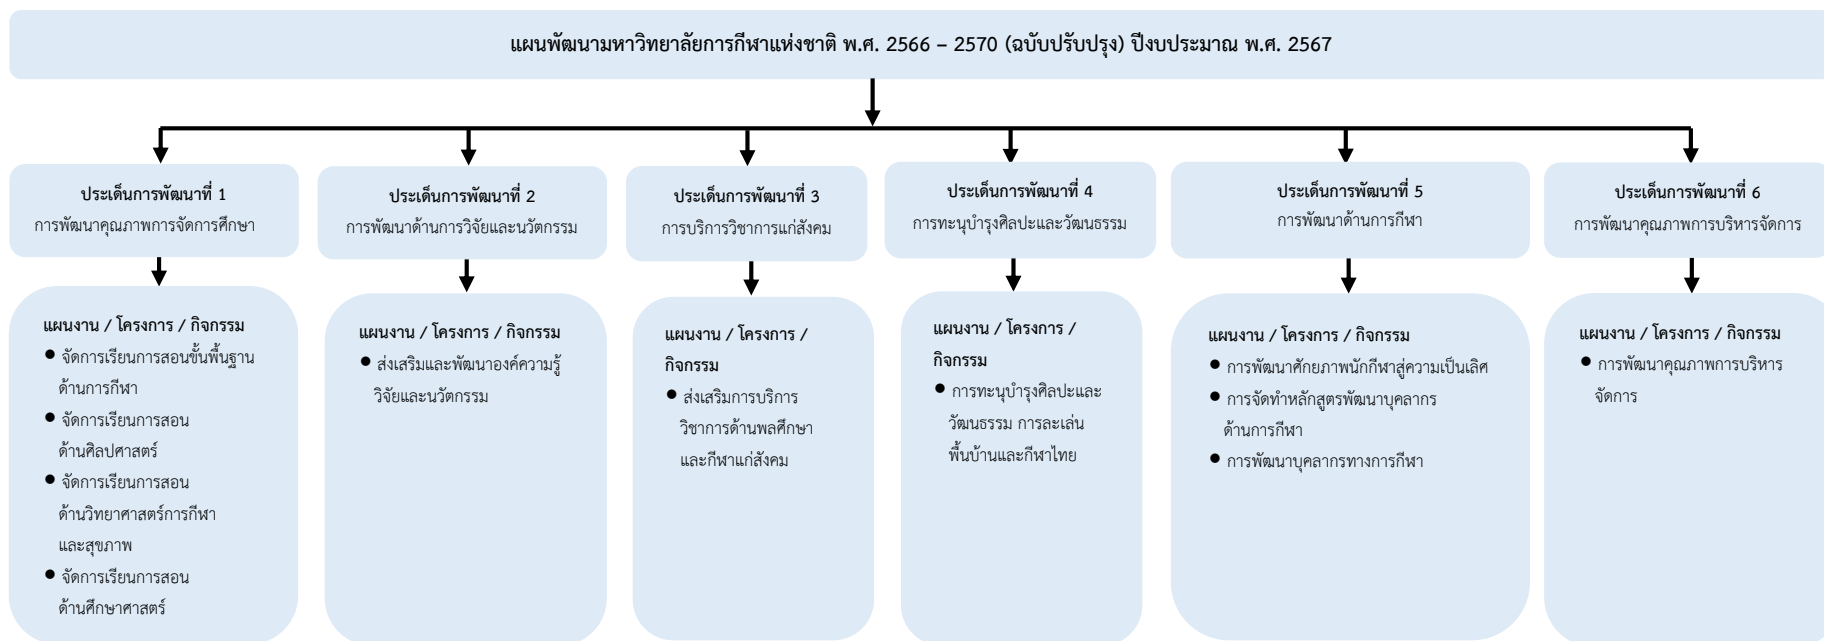 แผนพัฒนามหาวิทยาลัยการกีฬาแห่งชาติ พ.ศ. 2566 – 2570 (ฉบับปรับปรุง) ปีงบประมาณ พ.ศ. 2567
ประเด็นการพัฒนาที่ 1
การพัฒนาคุณภาพการจัดการศึกษา
ประเด็นการพัฒนาที่ 2
การพัฒนาด้านการวิจัยและนวัตกรรม
ประเด็นการพัฒนาที่ 3
การบริการวิชาการแก่สังคม
ประเด็นการพัฒนาที่ 4
การทะนุบำรุงศิลปะและวัฒนธรรม
ประเด็นการพัฒนาที่ 5
การพัฒนาด้านการกีฬา
ประเด็นการพัฒนาที่ 6
การพัฒนาคุณภาพการบริหารจัดการ
แผนงาน / โครงการ / กิจกรรม
● จัดการเรียนการสอนขั้นพื้นฐาน
ด้านการกีฬา
● จัดการเรียนการสอน
ด้านศิลปศาสตร์
● จัดการเรียนการสอน
ด้านวิทยาศาสตร์การกีฬา
และสุขภาพ
● จัดการเรียนการสอน
ด้านศึกษาศาสตร์
แผนงาน / โครงการ / กิจกรรม
● ส่งเสริมและพัฒนาองค์ความรู้
วิจัยและนวัตกรรม
แผนงาน / โครงการ /
กิจกรรม
● ส่งเสริมการบริการ
วิชาการด้านพลศึกษา
และกีฬาแก่สังคม
แผนงาน / โครงการ /
กิจกรรม
● การทะนุบำรุงศิลปะและ
วัฒนธรรม การละเล่น
พื้นบ้านและกีฬาไทย
แผนงาน / โครงการ / กิจกรรม
● การพัฒนาศักยภาพนักกีฬาสู่ความเป็นเลิศ
● การจัดทำหลักสูตรพัฒนาบุคลากร
ด้านการกีฬา
● การพัฒนาบุคลากรทางการกีฬา
แผนงาน / โครงการ / กิจกรรม
● การพัฒนาคุณภาพการบริหาร
จัดการ